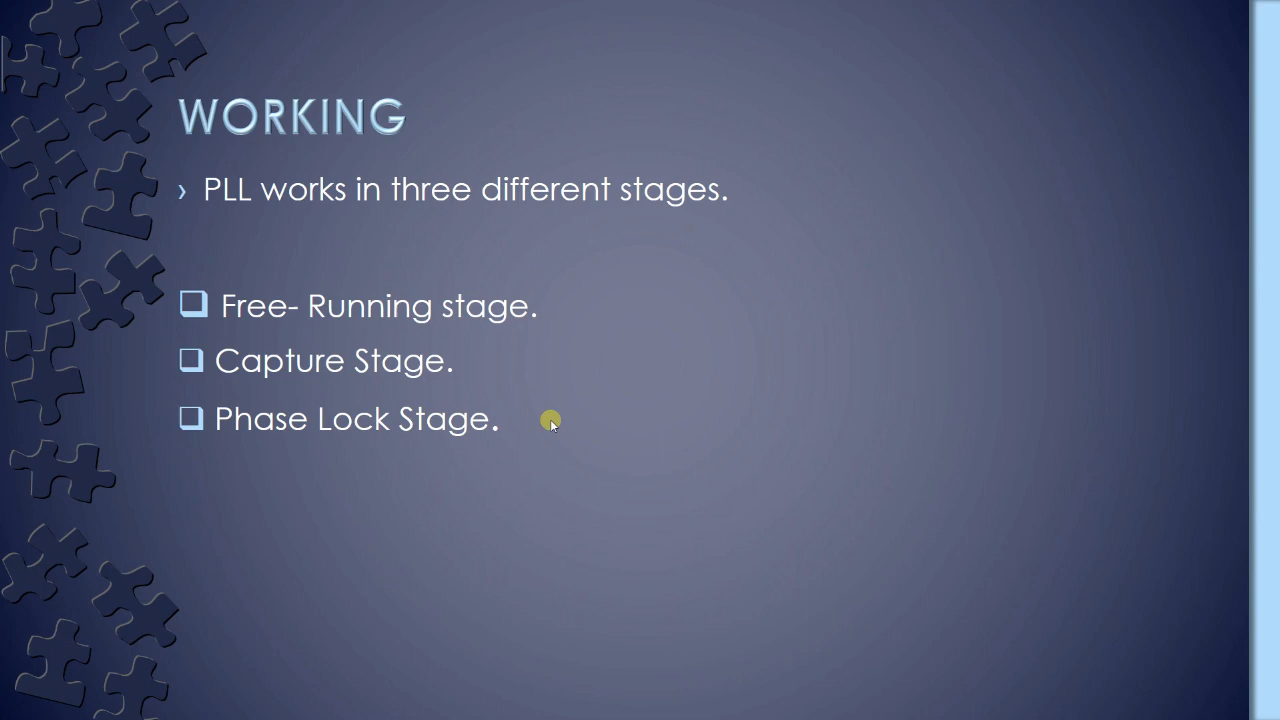 WORKING
› PLL works in three different stages.
❑ Free- Running stage.
❑ Capture Stage.
❑ Phase Lock Stage.